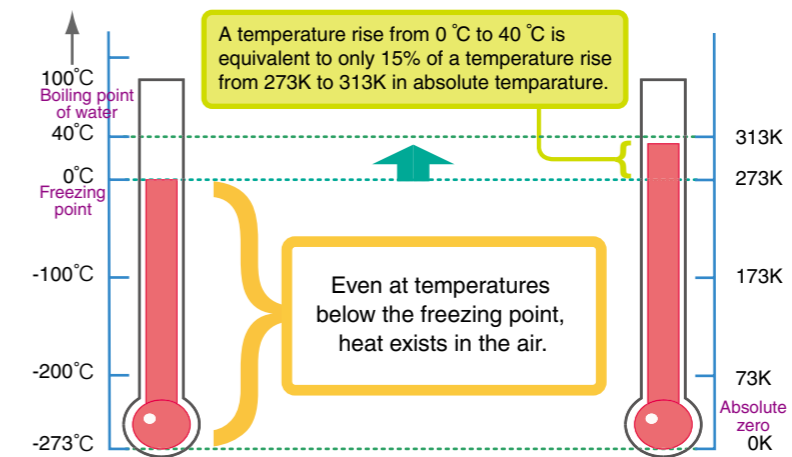 A temperature rise from 0 °C to 40 °C is
equivalent to only 15% of a temperature rise
from 273K to 313K in absolute temparature.
100°C
Boiling point
of water
40°C
0°C
Freezing
point
-100°C
-200°C
-273°C
Even at temperatures
below the freezing point,
heat exists in the air.
313K
273K
173K
73K
Absolute
zero
0K